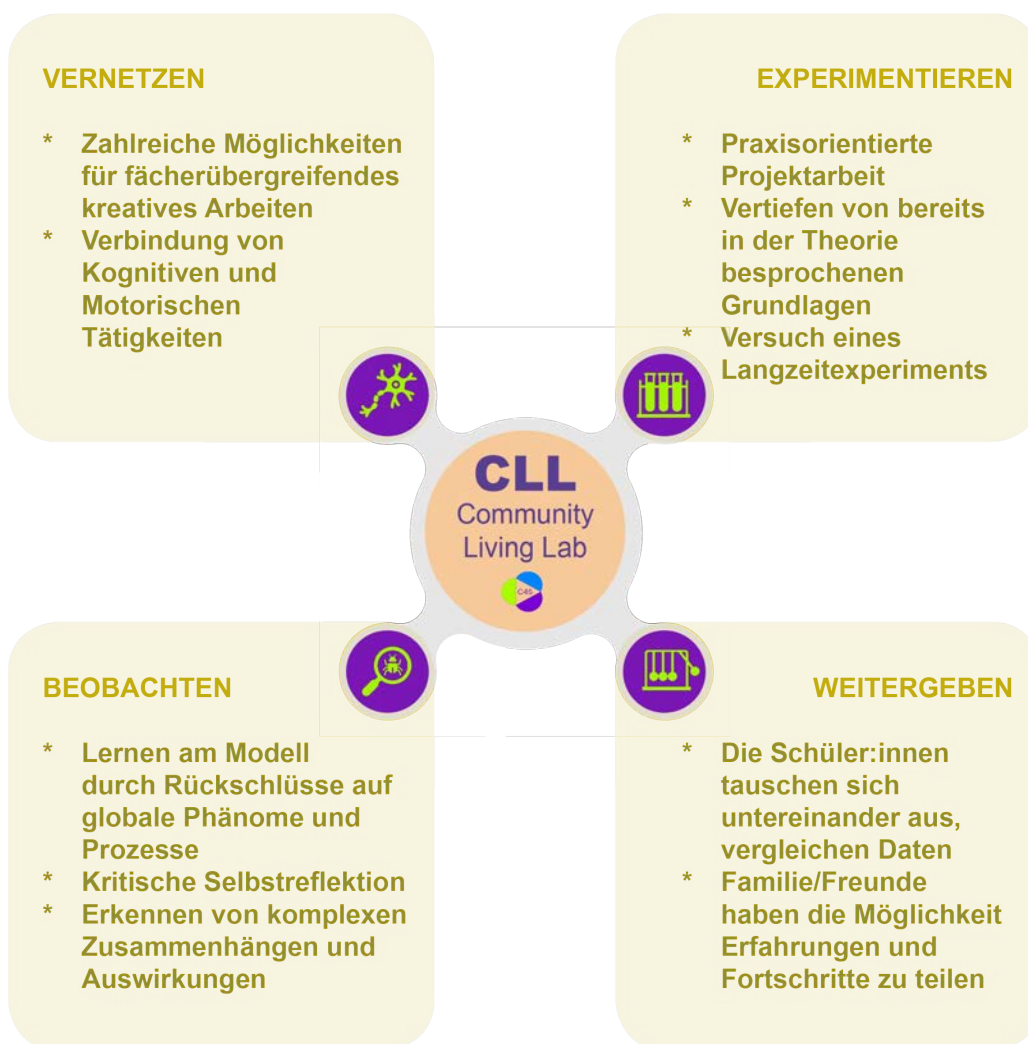 VERNETZEN
* Zahlreiche Möglichkeiten
für fächerübergreifendes
kreatives Arbeiten
* Verbindung von
Kognitiven und
Motorischen
Tätigkeiten
EXPERIMENTIEREN
* Praxisorientierte
Projektarbeit
* Vertiefen von bereits
in der Theorie
besprochenen
Grundlagen
* Versuch eines
Langzeitexperiments
CLL
Community
Living Lab
C4S
BEOBACHTEN
* Lernen am Modell
durch Rückschlüsse auf
globale Phänome und
Prozesse
* Kritische Selbstreflektion
* Erkennen von komplexen
Zusammenhängen und
Auswirkungen
WEITERGEBEN
* Die Schüler:innen
tauschen sich
untereinander aus,
vergleichen Daten
* Familie/Freunde
haben die Möglichkeit
Erfahrungen und
Fortschritte zu teilen